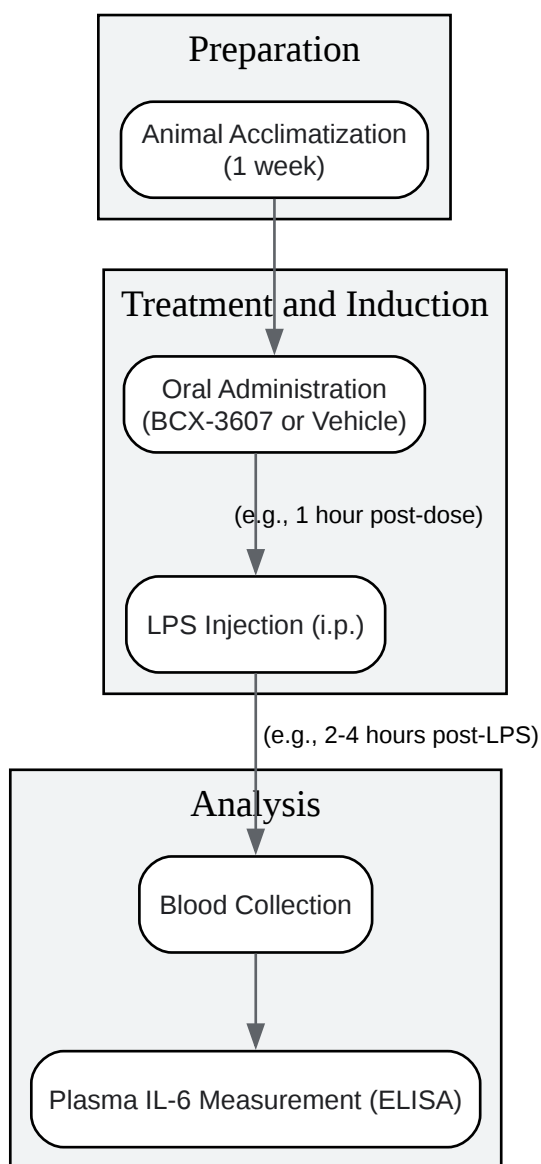 Preparation
Animal Acclimatization
(1 week)
Treatment and Induction
Oral Administration
(BCX-3607 or Vehicle)
(e.g., 1 hour post-dose)
LPS Injection (i.p.)
(e.g., 2-4 hours post-LPS)
Analysis
Blood Collection
Plasma IL-6 Measurement (ELISA)